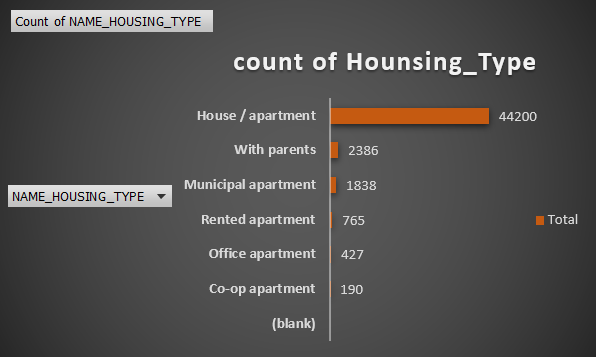 Count of NAME_HOUSING_TYPE
count of Hounsing_Type
House / apartment 44200
With parents 2386
Municipal apartment 1838
NAME_HOUSING_TYPE
Rented apartment 765
Total
Office apartment 427
Co-op apartment 190
(blank)